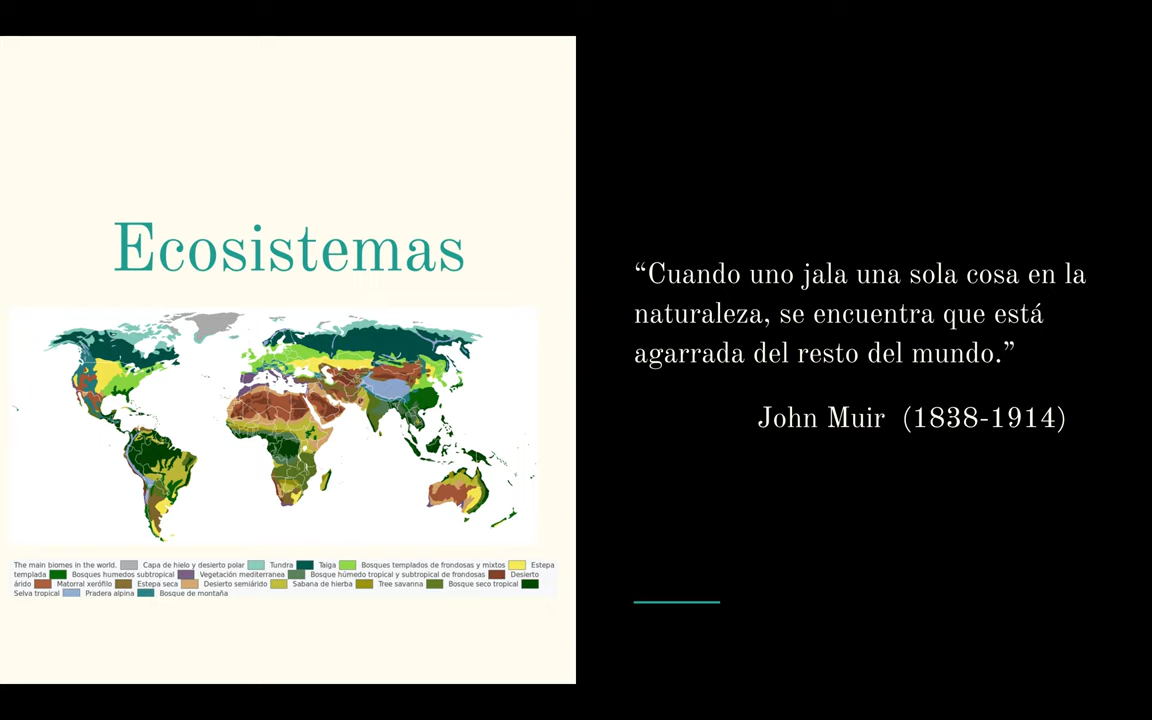 Ecosistemas
The main biomes in the world. Capa de hielo y desierto polar Tundra Taiga Bosques templados de frondosas y mixtos Estepa
templada Bosques humedos subtropical Vegetación mediterranea Bosque húmedo tropical y subtropical de frondosas Desierto
árido Matorral xerófilo Estepa seca Desierto semiárido Sabana de hierba Tree savanna Bosque seco tropical
Selva tropical Pradera alpina Bosque de montaña
“Cuando uno jala una sola cosa en la
naturaleza, se encuentra que está
agarrada del resto del mundo.”
John Muir (1838-1914)